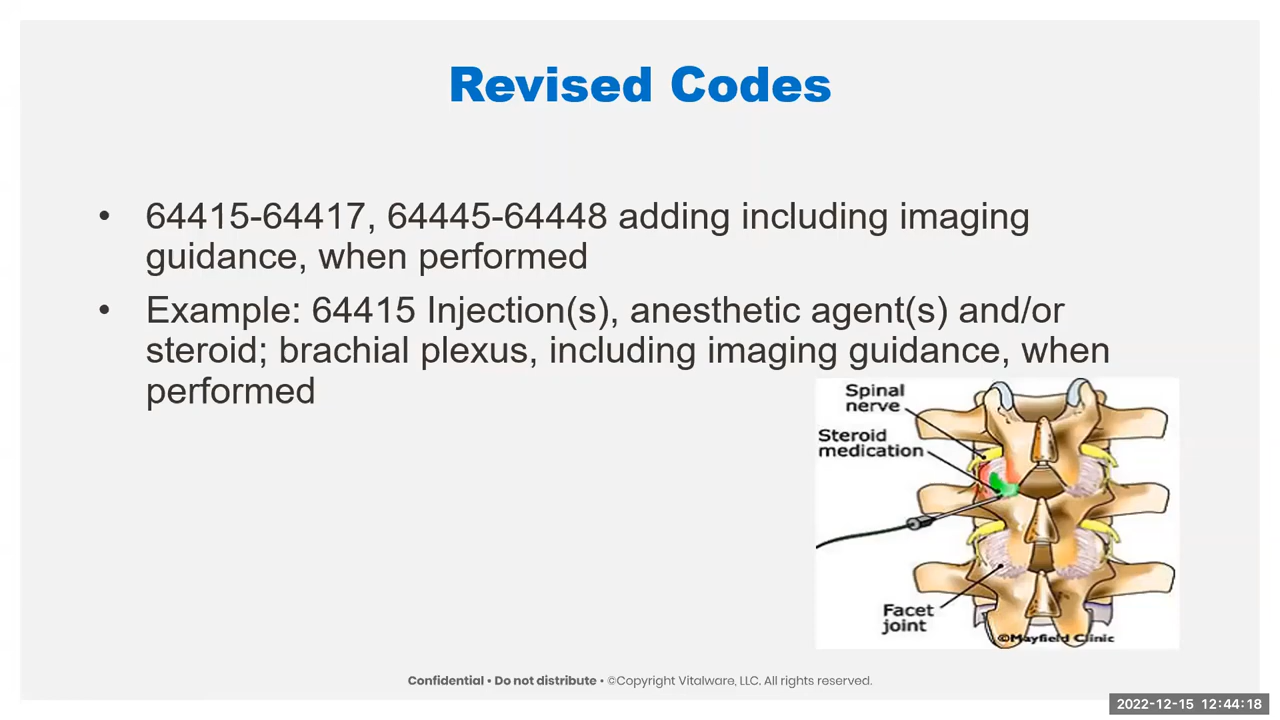 Revised Codes
• 64415-64417, 64445-64448 adding including imaging
guidance, when performed
• Example: 64415 Injection(s), anesthetic agent(s) and/or
steroid; brachial plexus, including imaging guidance, when
performed
Spinal
nerve
Steroid
medication
Facet
joint
©Mayfield Clinic
Confidential • Do not distribute • ©Copyright Vitalware, LLC. All rights reserved.
2022-12-15 12:44:18